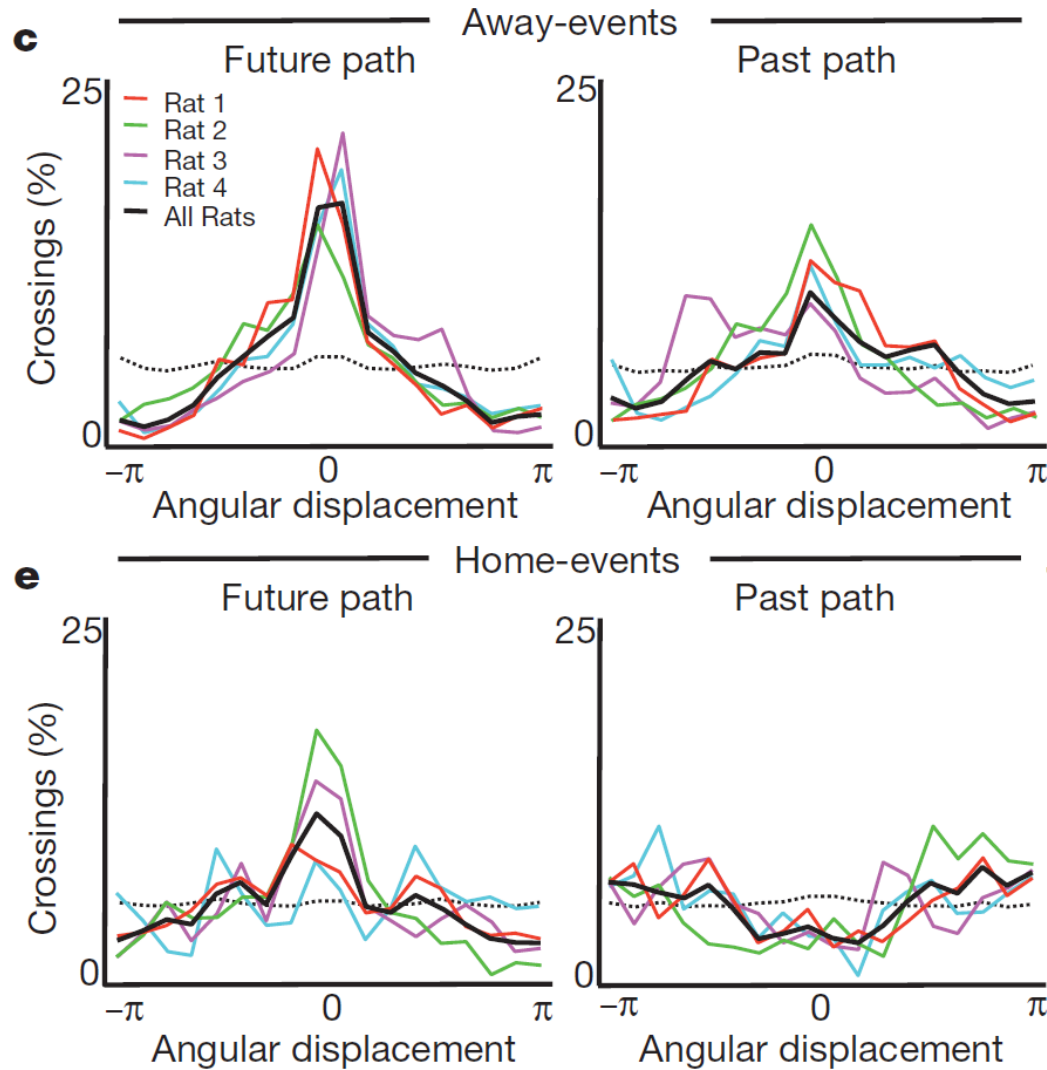 c
Away-events
Future path
Past path
25
Rat 1
Rat 2
Rat 3
Rat 4
All Rats
Crossings (%)
0
−π
0
π
Angular displacement
25
Crossings (%)
0
−π
0
π
Angular displacement
e
Home-events
Future path
Past path
25
Crossings (%)
0
−π
0
π
Angular displacement
25
Crossings (%)
0
−π
0
π
Angular displacement